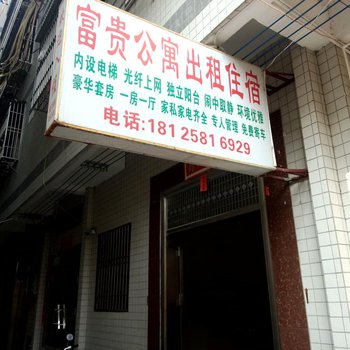 富贵公寓出租住宿
内设电梯 光纤上网 独立阳台 闹中取静 环境优雅
豪华套房 一房一厅 家私家电齐全 专人管理 免费寄车
电话:181 2581 6929